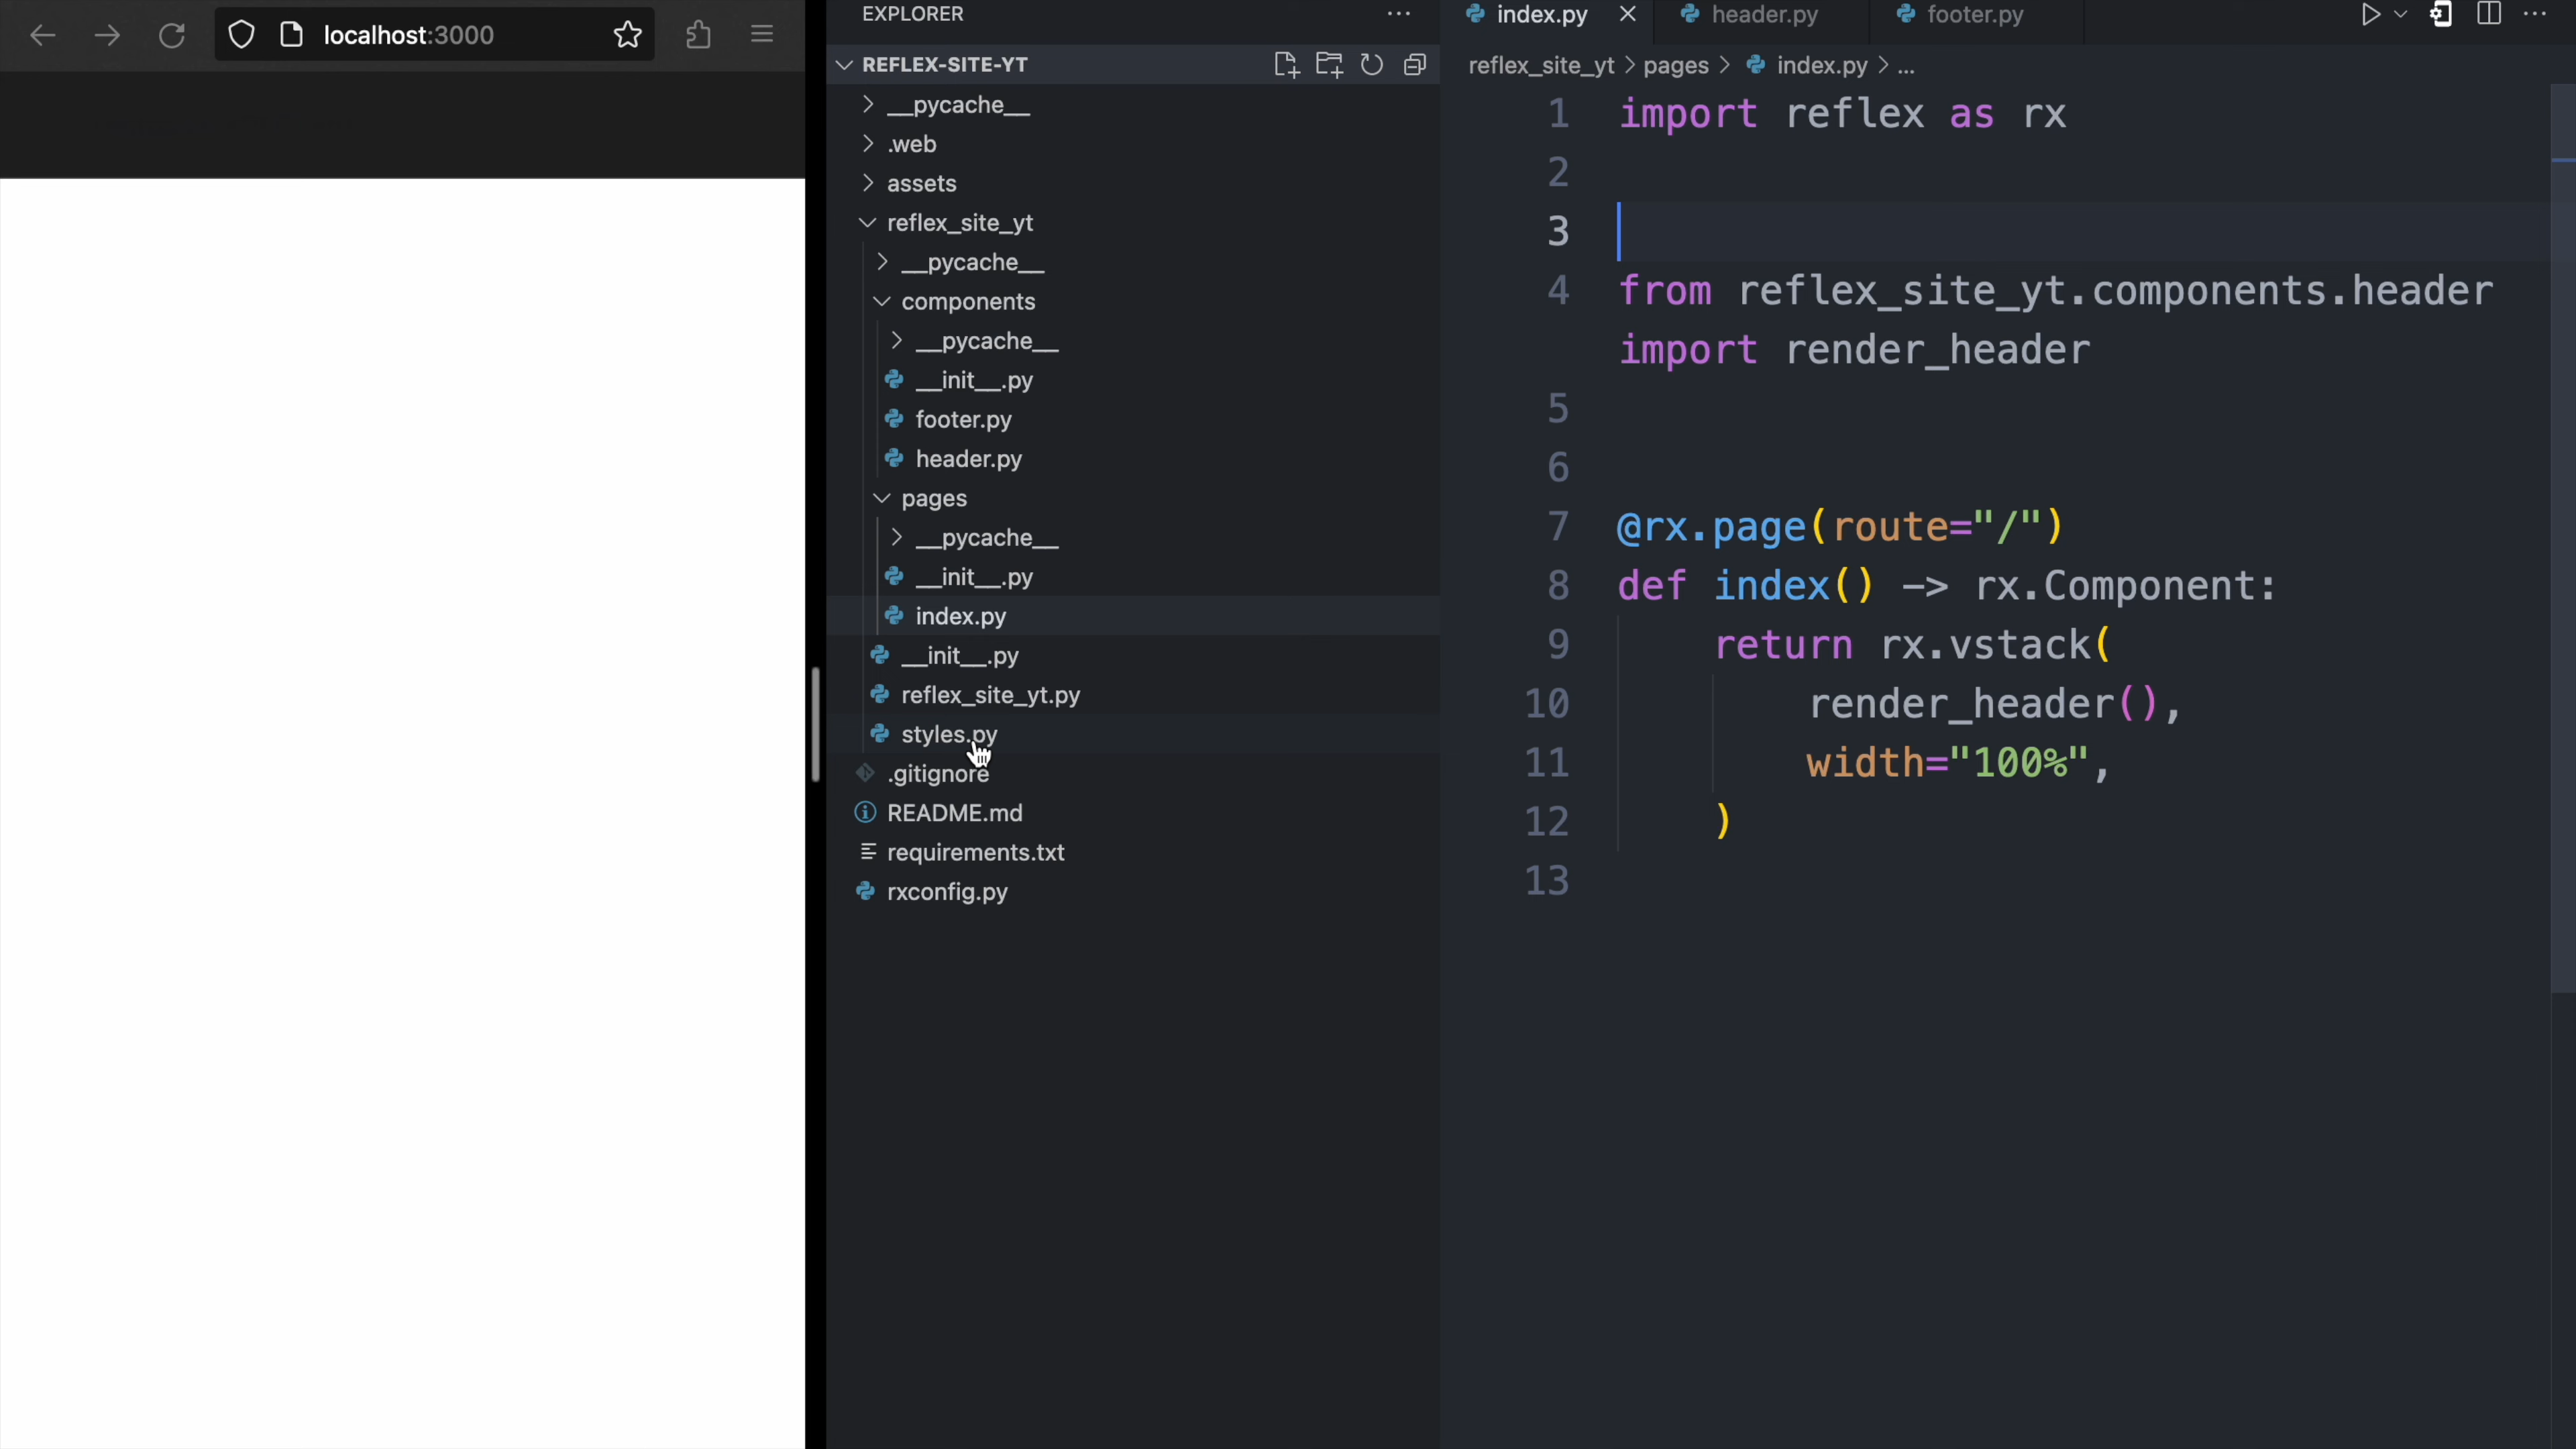 localhost:3000
EXPLORER
REFLEX-SITE-YT
__pycache__
.web
assets
reflex_site_yt
__pycache__
components
__pycache__
__init__.py
footer.py
header.py
pages
__pycache__
__init__.py
index.py
__init__.py
reflex_site_yt.py
styles.py
.gitignore
README.md
requirements.txt
rxconfig.py
index.py header.py footer.py
reflex_site_yt > pages > index.py > ...
1 import reflex as rx
2
3
4 from reflex_site_yt.components.header
import render_header
5
6
7 @rx.page(route="/")
8 def index() -> rx.Component:
9 return rx.vstack(
10 render_header(),
11 width="100%",
12 )
13